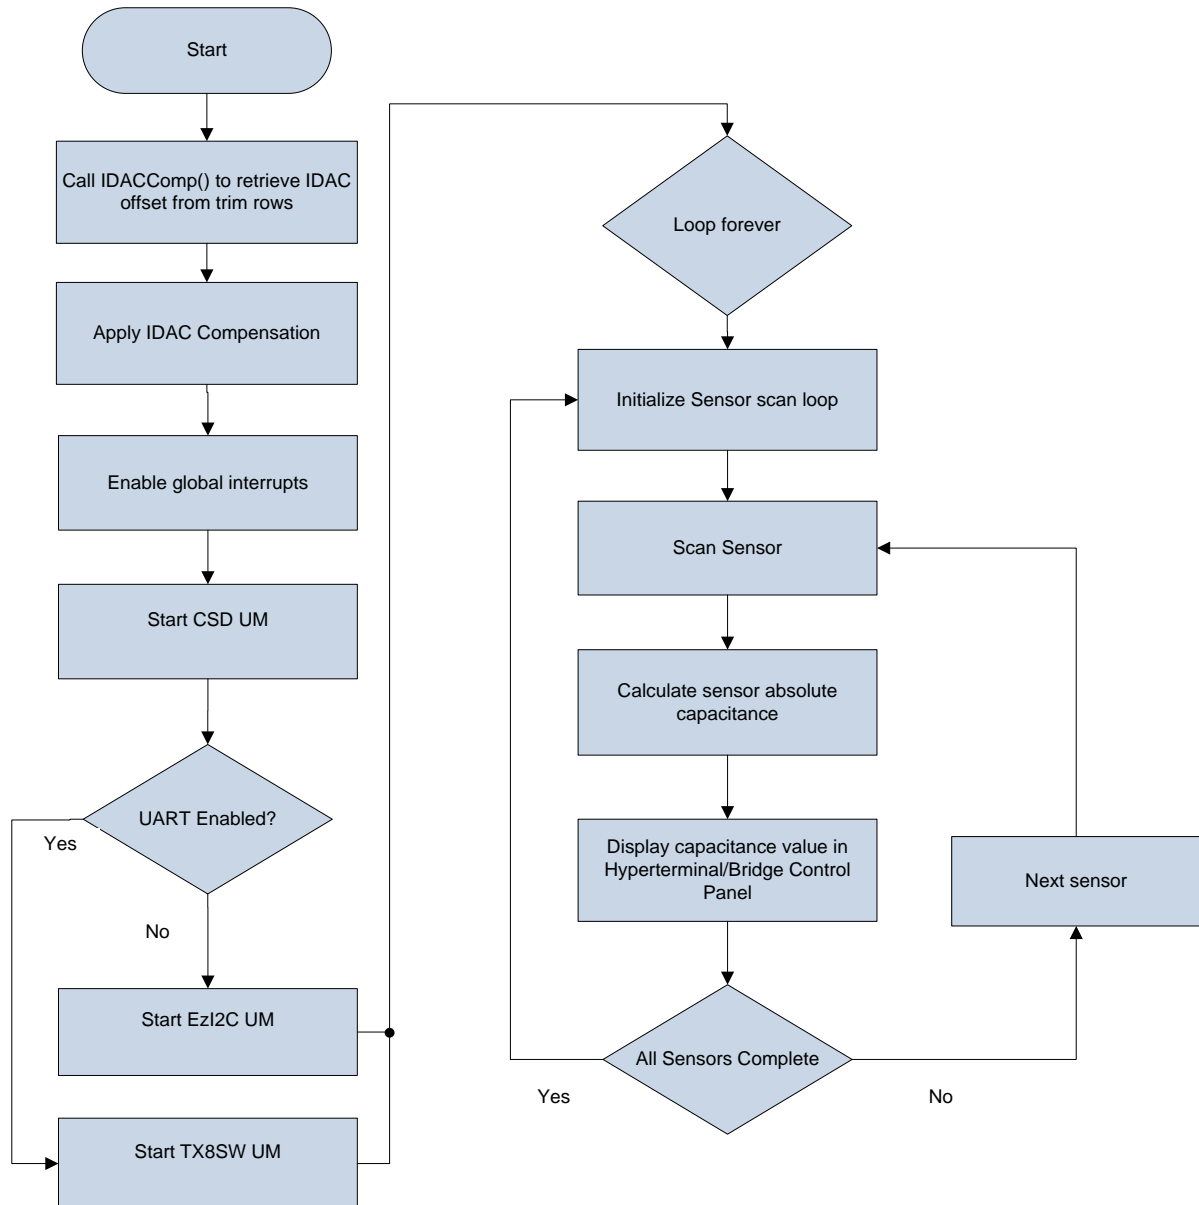 Start
Call IDACComp() to retrieve IDAC
offset from trim rows
Apply IDAC Compensation
Enable global interrupts
Start CSD UM
UART Enabled?
Yes
No
Start EzI2C UM
Start TX8SW UM
Loop forever
Initialize Sensor scan loop
Scan Sensor
Calculate sensor absolute
capacitance
Display capacitance value in
Hyperterminal/Bridge Control
Panel
Next sensor
All Sensors Complete
Yes
No